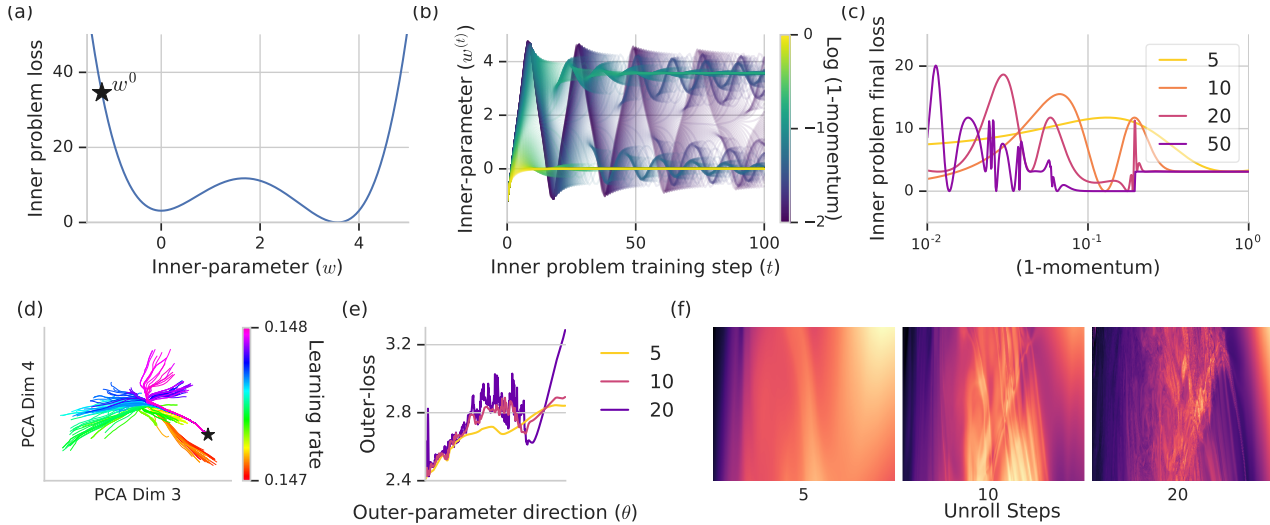 (a)
Inner problem loss
40
20
0
w⁰
0
2
4
Inner-parameter (w)
(b)
Inner-parameter (w⁽ᵗ⁾)
4
2
0
0
50
100
Inner problem training step (t)
0
−1
−2
Log (1-momentum)
(c)
Inner problem final loss
20
10
0
5
10
20
50
10⁻²
10⁻¹
10⁰
(1-momentum)
(d)
PCA Dim 4
PCA Dim 3
0.148
0.147
Learning rate
(e)
Outer-loss
3.2
2.8
2.4
5
10
20
Outer-parameter direction (θ)
(f)
5
10
20
Unroll Steps